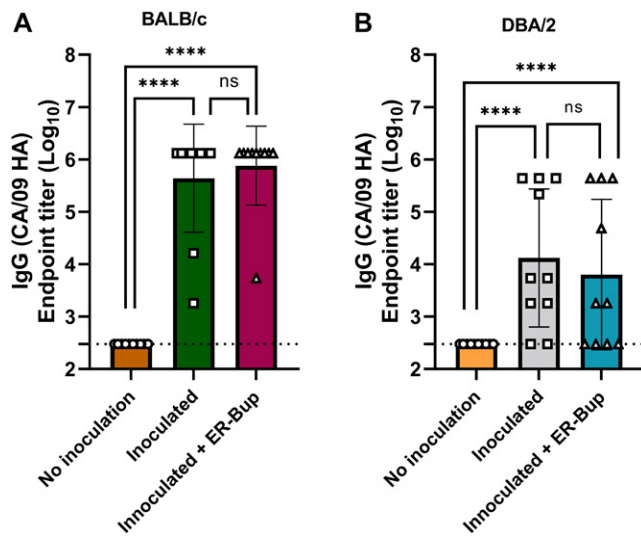 A
BALB/c
IgG (CA/09 HA)
Endpoint titer (Log10)
8
7
6
5
4
3
2
****
****
ns
No inoculation
Inoculated
Innoculated + ER-Bup
B
DBA/2
IgG (CA/09 HA)
Endpoint titer (Log10)
8
7
6
5
4
3
2
****
****
ns
No inoculation
Inoculated
Innoculated + ER-Bup